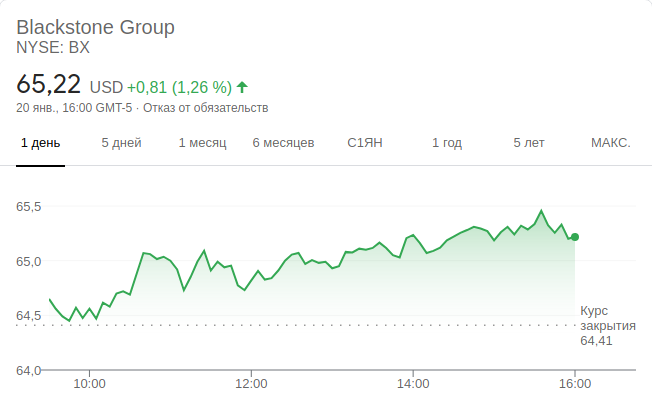 Blackstone Group
NYSE: BX
65,22 USD +0,81 (1,26 %)
20 янв., 16:00 GMT-5 · Отказ от обязательств
1 день 5 дней 1 месяц 6 месяцев С1ЯН 1 год 5 лет МАКС.
65,5
65,0
64,5
Курс
закрытия
64,41
64,0
10:00 12:00 14:00 16:00